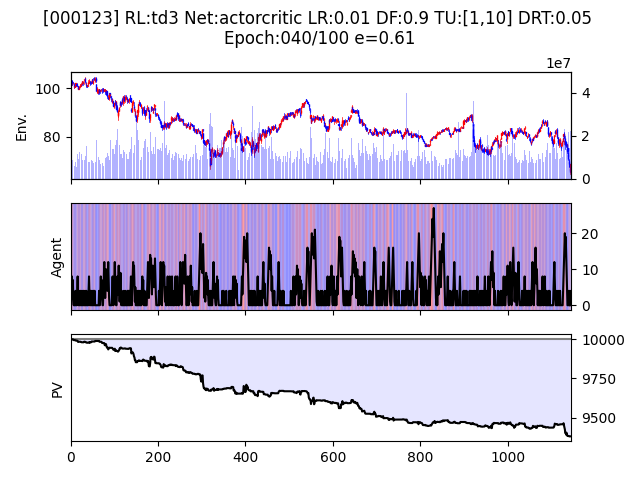 [000123] RL:td3 Net:actorcritic LR:0.01 DF:0.9 TU:[1,10] DRT:0.05
Epoch:040/100 e=0.61
1e7
Env.
100
80
4
2
0
Agent
20
10
0
PV
10000
9750
9500
0 200 400 600 800 1000